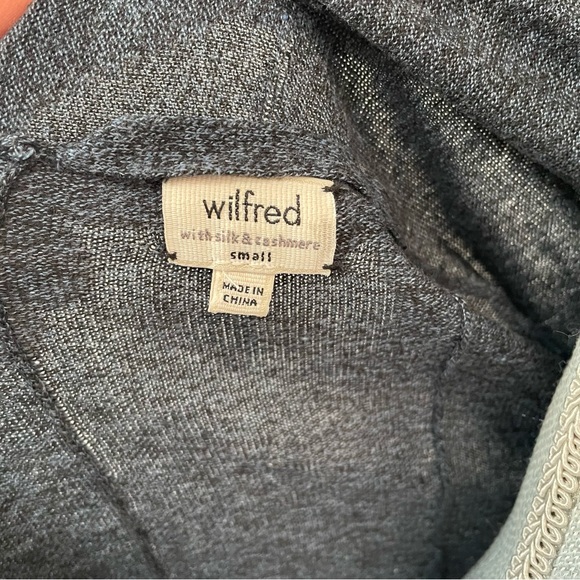 wilfred
with silk & cashmere
small
MADE IN
CHINA